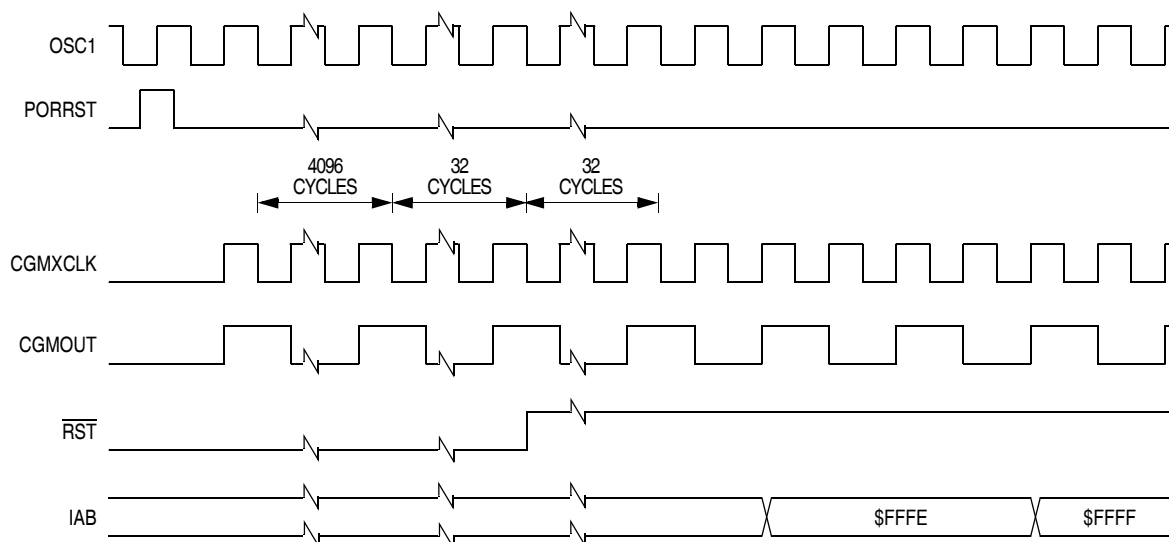 OSC1
PORRST
4096
CYCLES
32
CYCLES
32
CYCLES
CGMXCLK
CGMOUT
RST
IAB
$FFFE
$FFFF